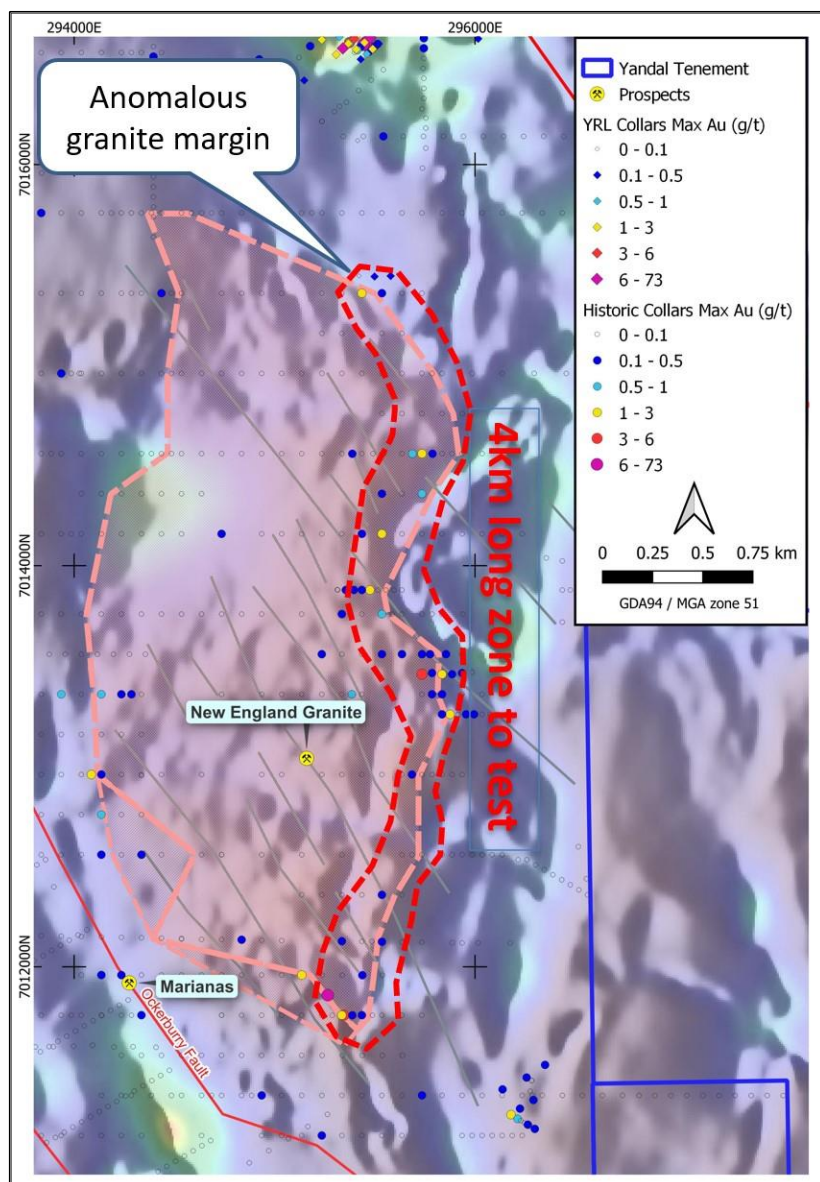 294000
296000
7016000N
7014000N
7012000N
Anomalous
granite margin
4km long zone to test
New England Granite
Marianas
Ockerburry Fault
Yandal Tenement
Prospects
YRL Collars Max Au (g/t)
0 - 0.1
0.1 - 0.5
0.5 - 1
1 - 3
3 - 6
6 - 73
Historic Collars Max Au (g/t)
0 - 0.1
0.1 - 0.5
0.5 - 1
1 - 3
3 - 6
6 - 73
0 0.25 0.5 0.75 km
GDA94 / MGA zone 51